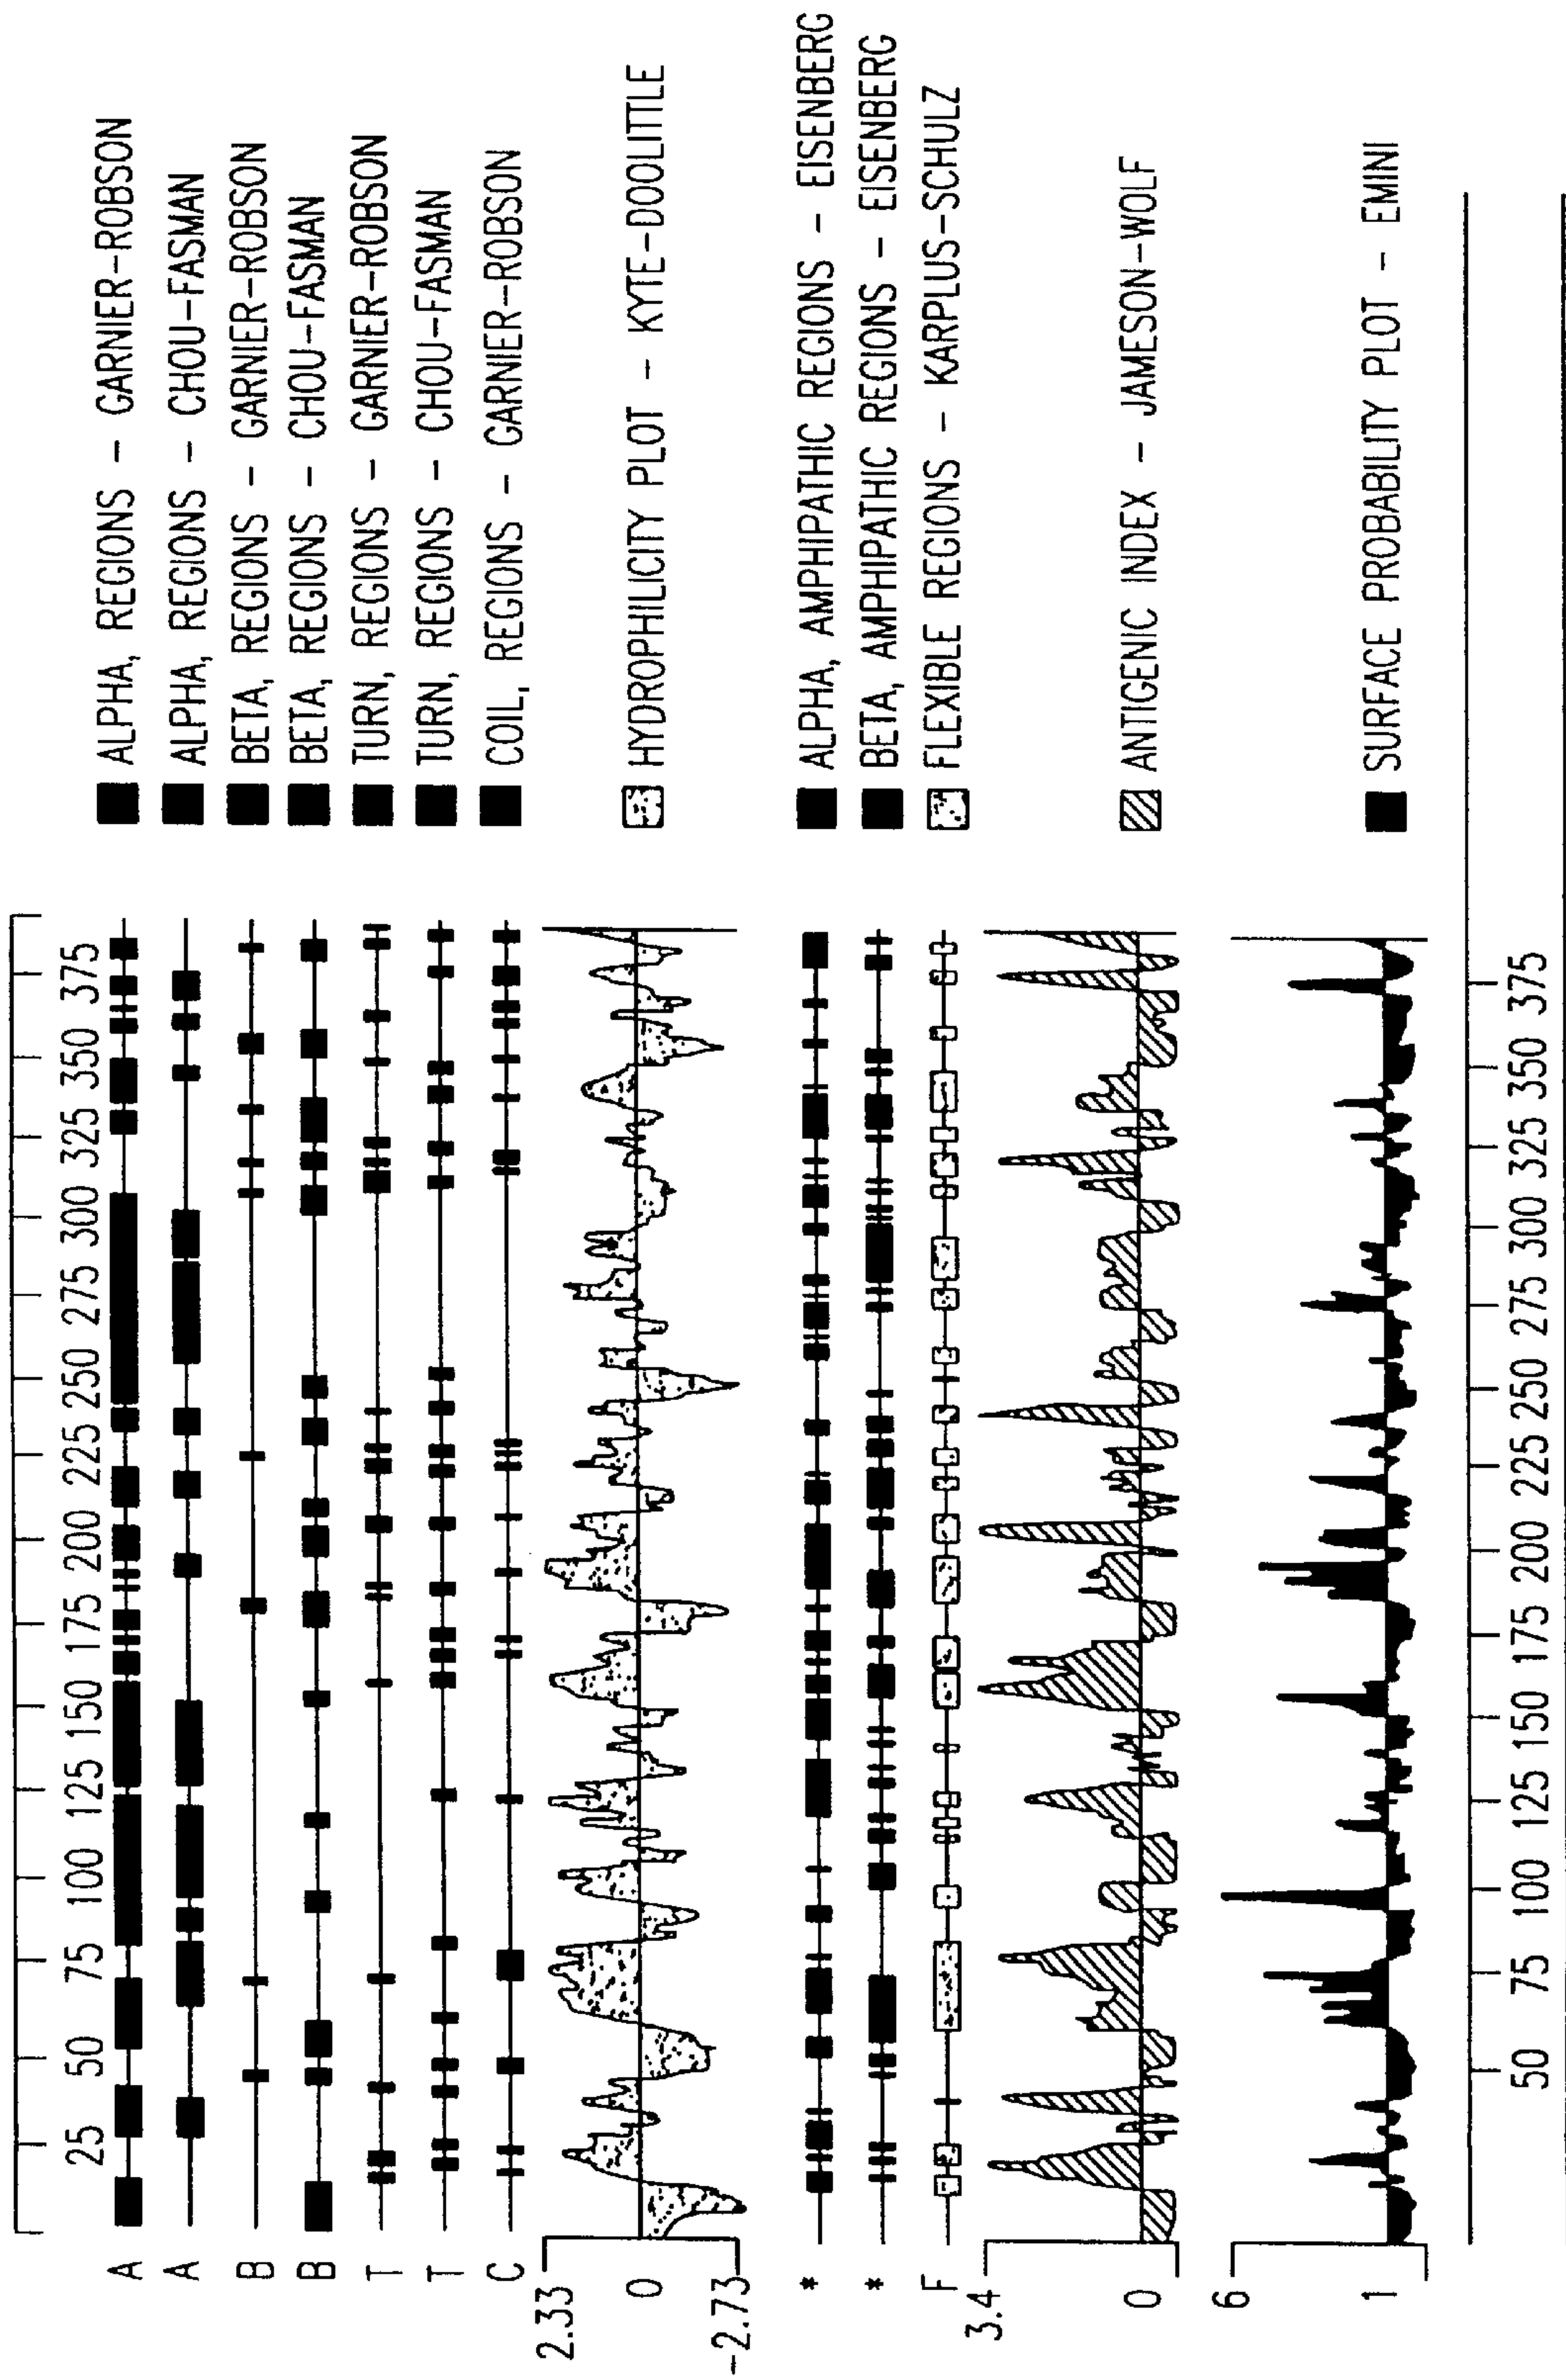 25 50 75 100 125 150 175 200 225 250 275 300 325 350 375
A ALPHA, REGIONS – GARNIER–ROBSON
A ALPHA, REGIONS – CHOU–FASMAN
B BETA, REGIONS – GARNIER–ROBSON
B BETA, REGIONS – CHOU–FASMAN
T TURN, REGIONS – GARNIER–ROBSON
T TURN, REGIONS – CHOU–FASMAN
C COIL, REGIONS – GARNIER–ROBSON
2.33
0 HYDROPHILICITY PLOT – KYTE–DOOLITTLE
-2.73
* ALPHA, AMPHIPATHIC REGIONS – EISENBERG
* BETA, AMPHIPATHIC REGIONS – EISENBERG
F FLEXIBLE REGIONS – KARPLUS–SCHULZ
3.4
0 ANTIGENIC INDEX – JAMESON–WOLF
6
1 SURFACE PROBABILITY PLOT – EMINI
50 75 100 125 150 175 200 225 250 275 300 325 350 375